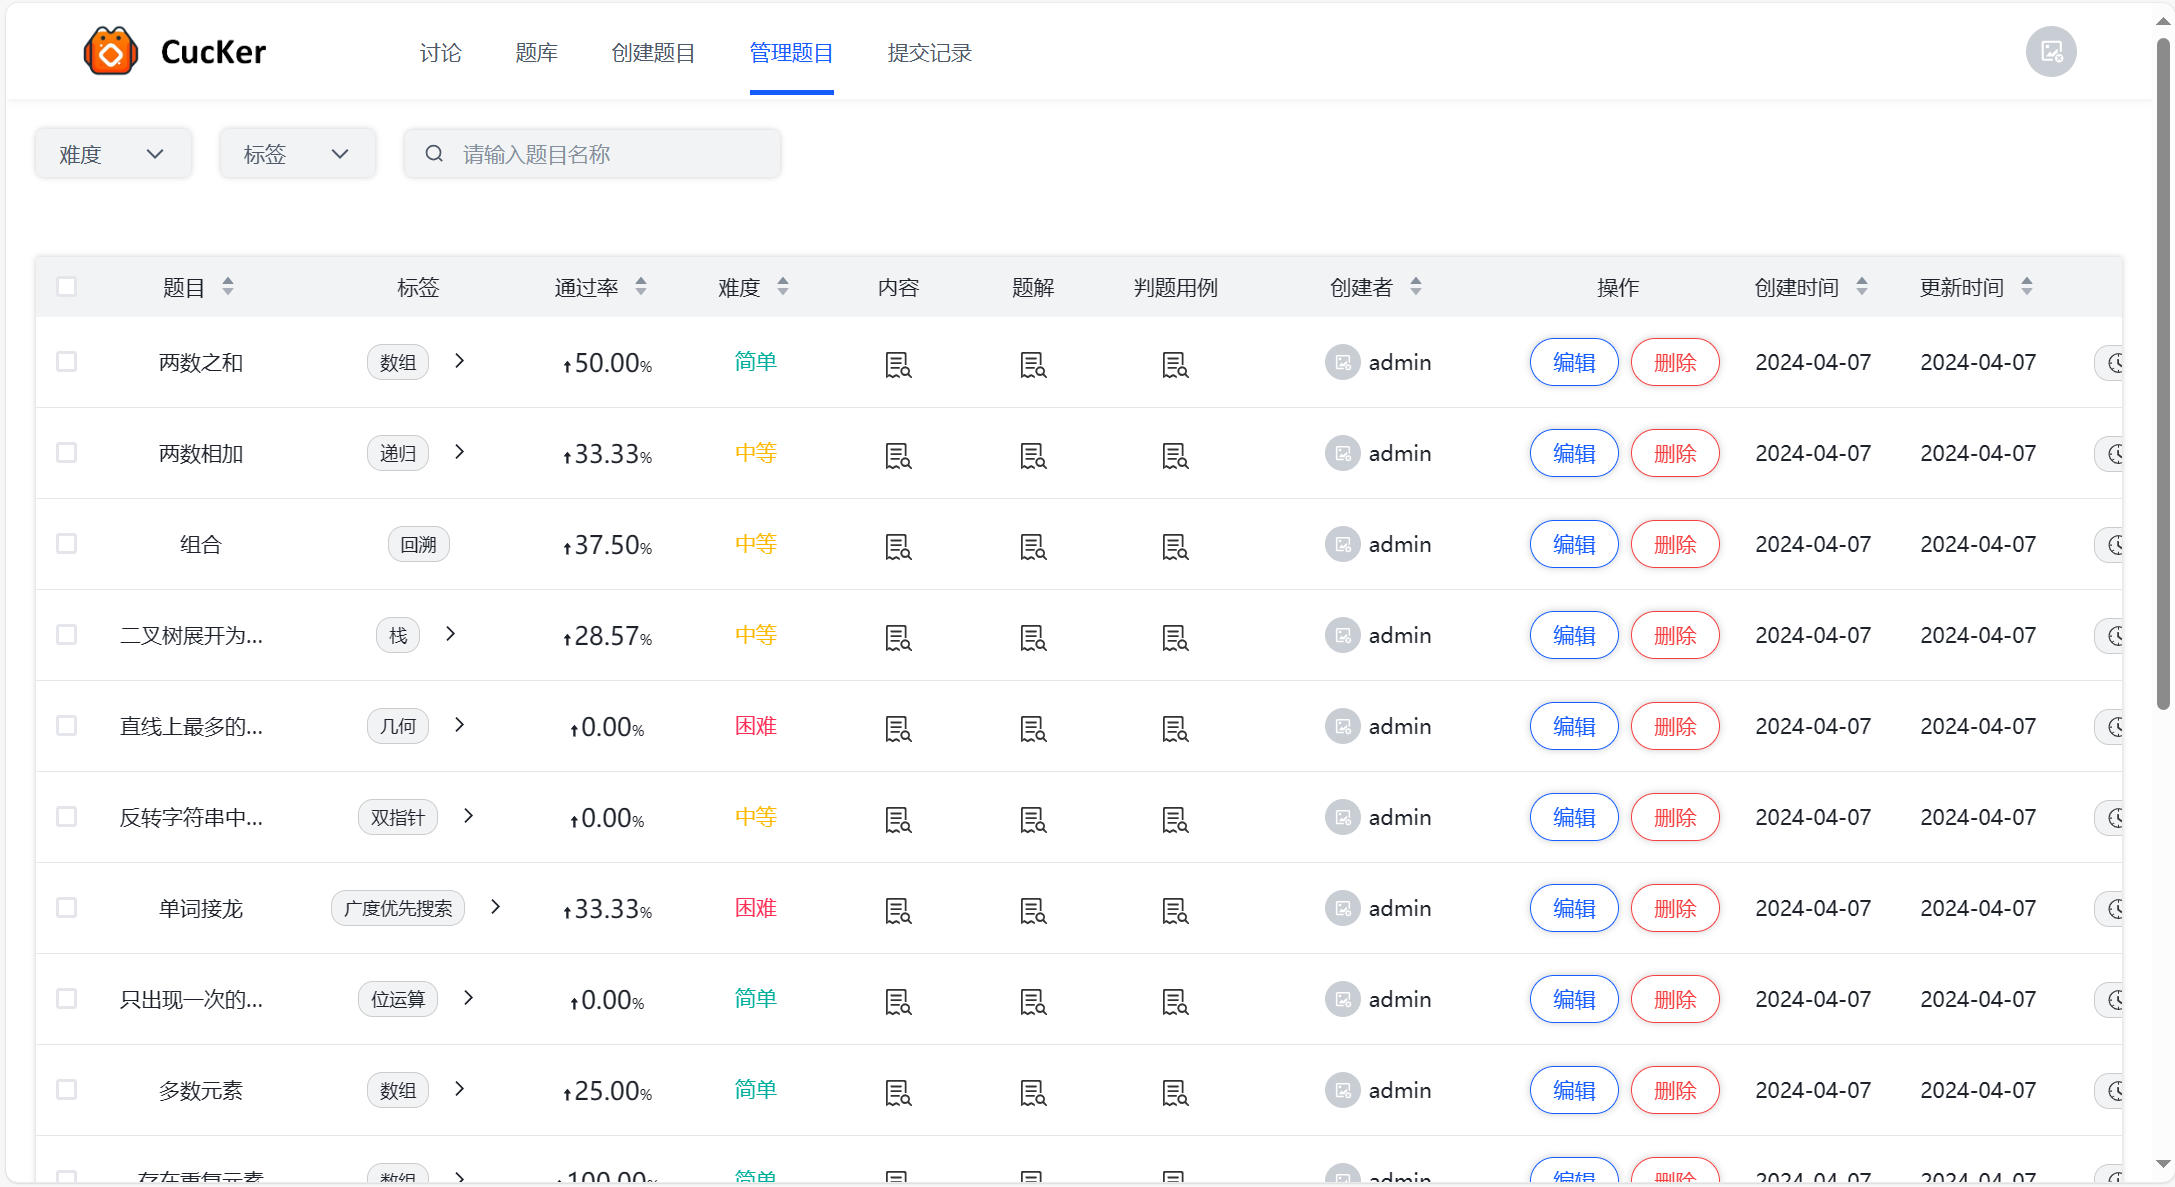 CucKer 讨论 题库 创建题目 管理题目 提交记录
难度 标签 请输入题目名称
题目 标签 通过率 难度 内容 题解 判题用例 创建者 操作 创建时间 更新时间
两数之和 数组 50.00% 简单 admin 编辑 删除 2024-04-07 2024-04-07
两数相加 递归 33.33% 中等 admin 编辑 删除 2024-04-07 2024-04-07
组合 回溯 37.50% 中等 admin 编辑 删除 2024-04-07 2024-04-07
二叉树展开为... 栈 28.57% 中等 admin 编辑 删除 2024-04-07 2024-04-07
直线上最多的... 几何 0.00% 困难 admin 编辑 删除 2024-04-07 2024-04-07
反转字符串中... 双指针 0.00% 中等 admin 编辑 删除 2024-04-07 2024-04-07
单词接龙 广度优先搜索 33.33% 困难 admin 编辑 删除 2024-04-07 2024-04-07
只出现一次的... 位运算 0.00% 简单 admin 编辑 删除 2024-04-07 2024-04-07
多数元素 数组 25.00% 简单 admin 编辑 删除 2024-04-07 2024-04-07
存在重复元素 数组 100.00% 简单 admin 编辑 删除 2024-04-07 2024-04-07